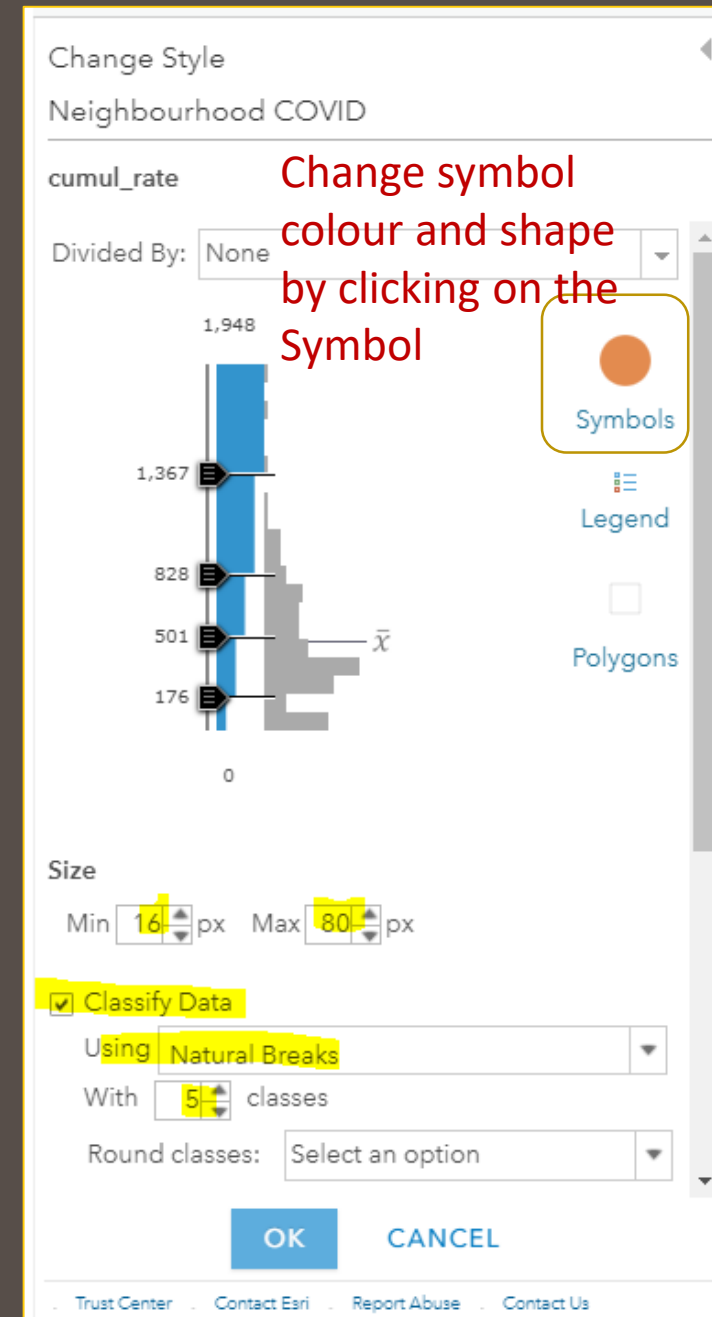 Change Style
Neighbourhood COVID
cumul_rate
Change symbol
colour and shape
by clicking on the
Symbol
Divided By: None
1,948
Symbols
1,367
Legend
828
501
x̄
Polygons
176
0
Size
Min 16 px Max 80 px
Classify Data
Using Natural Breaks
With 5 classes
Round classes: Select an option
OK CANCEL
Trust Center . Contact Esri . Report Abuse . Contact Us